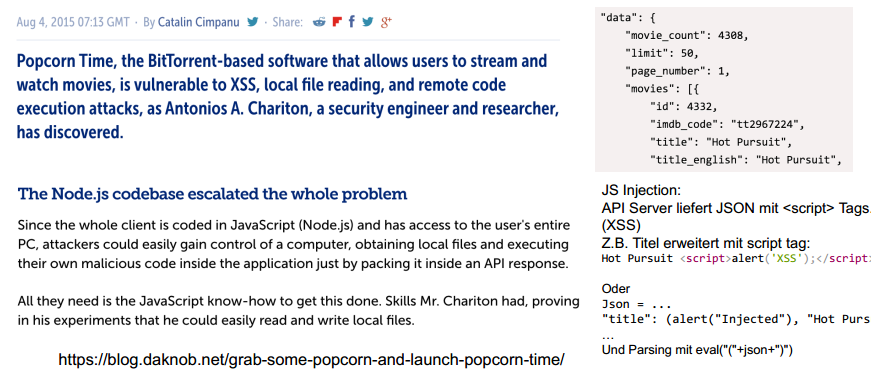 Aug 4, 2015 07:13 GMT · By Catalin Cimpanu · Share:
Popcorn Time, the BitTorrent-based software that allows users to stream and
watch movies, is vulnerable to XSS, local file reading, and remote code
execution attacks, as Antonios A. Chariton, a security engineer and researcher,
has discovered.
The Node.js codebase escalated the whole problem
Since the whole client is coded in JavaScript (Node.js) and has access to the user's entire
PC, attackers could easily gain control of a computer, obtaining local files and executing
their own malicious code inside the application just by packing it inside an API response.
All they need is the JavaScript know-how to get this done. Skills Mr. Chariton had, proving
in his experiments that he could easily read and write local files.
https://blog.daknob.net/grab-some-popcorn-and-launch-popcorn-time/
"data": {
"movie_count": 4308,
"limit": 50,
"page_number": 1,
"movies": [{
"id": 4332,
"imdb_code": "tt2967224",
"title": "Hot Pursuit",
"title_english": "Hot Pursuit",
JS Injection:
API Server liefert JSON mit <script> Tags.
(XSS)
Z.B. Titel erweitert mit script tag:
Hot Pursuit <script>alert('XSS');</script>
Oder
Json = ...
"title": (alert("Injected"), "Hot Purs
...
Und Parsing mit eval("("+json+")")